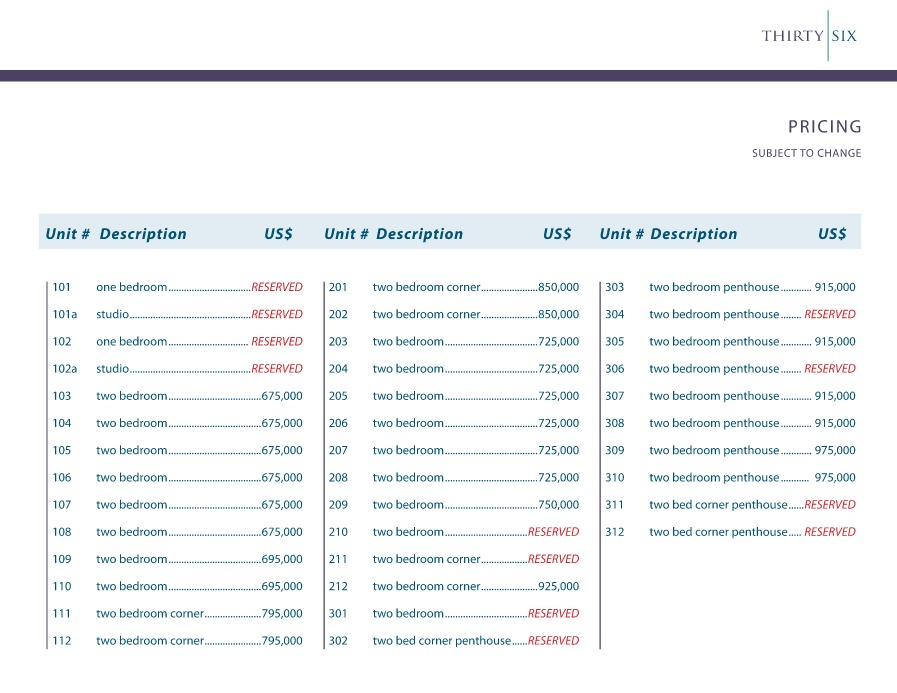 THIRTY SIX
PRICING
SUBJECT TO CHANGE
Unit # Description US$ Unit # Description US$ Unit # Description US$
101 one bedroom..............................RESERVED
101a studio............................................RESERVED
102 one bedroom............................. RESERVED
102a studio............................................RESERVED
103 two bedroom..................................675,000
104 two bedroom..................................675,000
105 two bedroom..................................675,000
106 two bedroom..................................675,000
107 two bedroom..................................675,000
108 two bedroom..................................675,000
109 two bedroom..................................695,000
110 two bedroom..................................695,000
111 two bedroom corner.....................795,000
112 two bedroom corner.....................795,000
201 two bedroom corner.....................850,000
202 two bedroom corner.....................850,000
203 two bedroom..................................725,000
204 two bedroom..................................725,000
205 two bedroom..................................725,000
206 two bedroom..................................725,000
207 two bedroom..................................725,000
208 two bedroom..................................725,000
209 two bedroom..................................750,000
210 two bedroom..............................RESERVED
211 two bedroom corner.................RESERVED
212 two bedroom corner.....................925,000
301 two bedroom..............................RESERVED
302 two bed corner penthouse......RESERVED
303 two bedroom penthouse........... 915,000
304 two bedroom penthouse....... RESERVED
305 two bedroom penthouse........... 915,000
306 two bedroom penthouse....... RESERVED
307 two bedroom penthouse........... 915,000
308 two bedroom penthouse........... 915,000
309 two bedroom penthouse........... 975,000
310 two bedroom penthouse.......... 975,000
311 two bed corner penthouse......RESERVED
312 two bed corner penthouse..... RESERVED